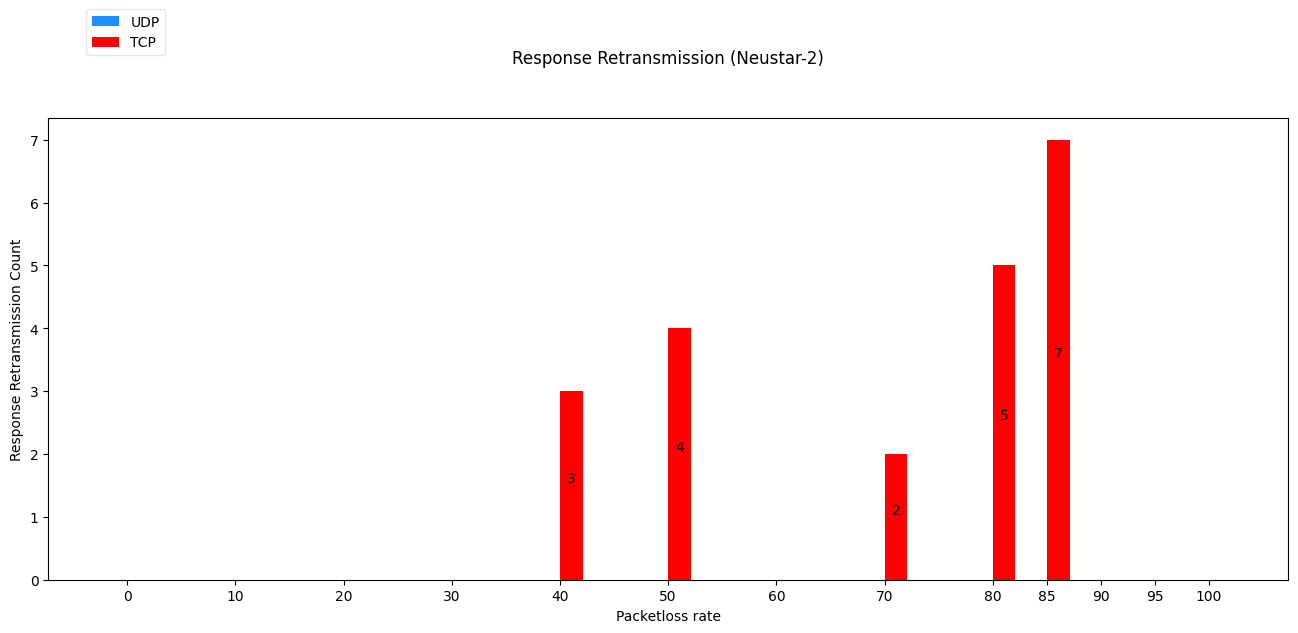 UDP
TCP
Response Retransmission (Neustar-2)
Response Retransmission Count
7
6
5
4
3
2
1
0
3
4
2
5
7
0 10 20 30 40 50 60 70 80 85 90 95 100
Packetloss rate